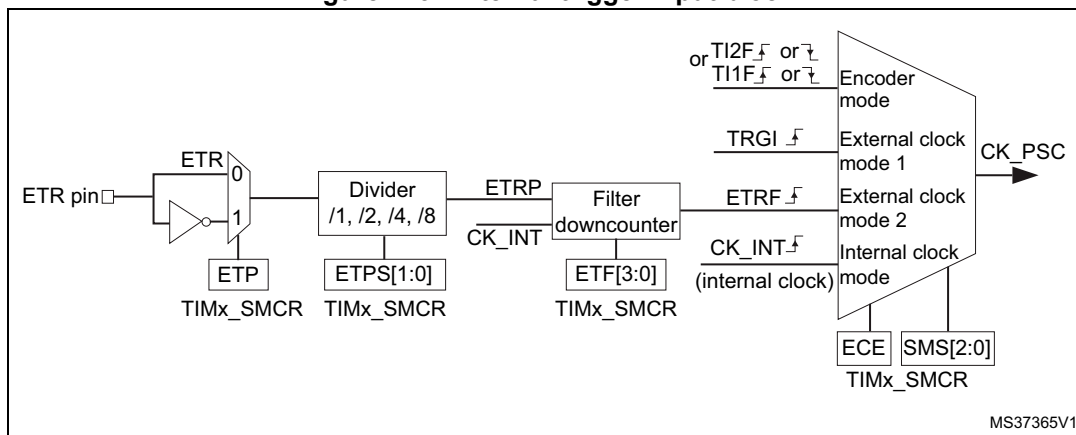 ETR pin
ETR
0
1
ETP
TIMx_SMCR
Divider
/1, /2, /4, /8
ETPS[1:0]
TIMx_SMCR
ETRP
CK_INT
Filter
downcounter
ETF[3:0]
TIMx_SMCR
or TI2F or
TI1F or
Encoder
mode
TRGI
External clock
mode 1
ETRF
External clock
mode 2
CK_INT
(internal clock)
Internal clock
mode
CK_PSC
ECE
SMS[2:0]
TIMx_SMCR
MS37365V1